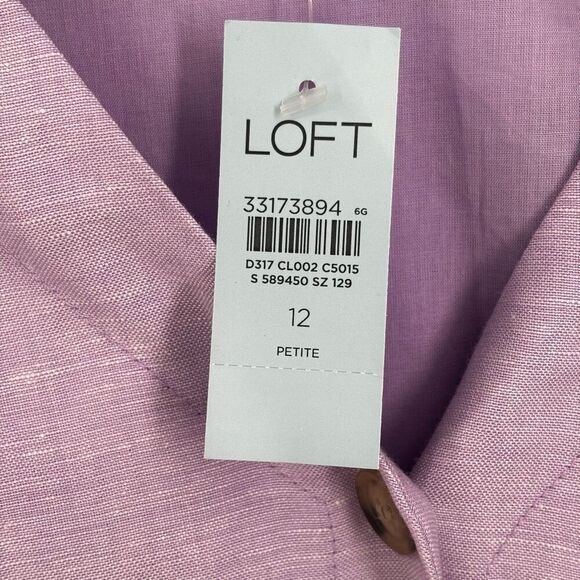 LOFT
33173894 6G
D317 CL002 C5015
S 589450 SZ 129
12
PETITE